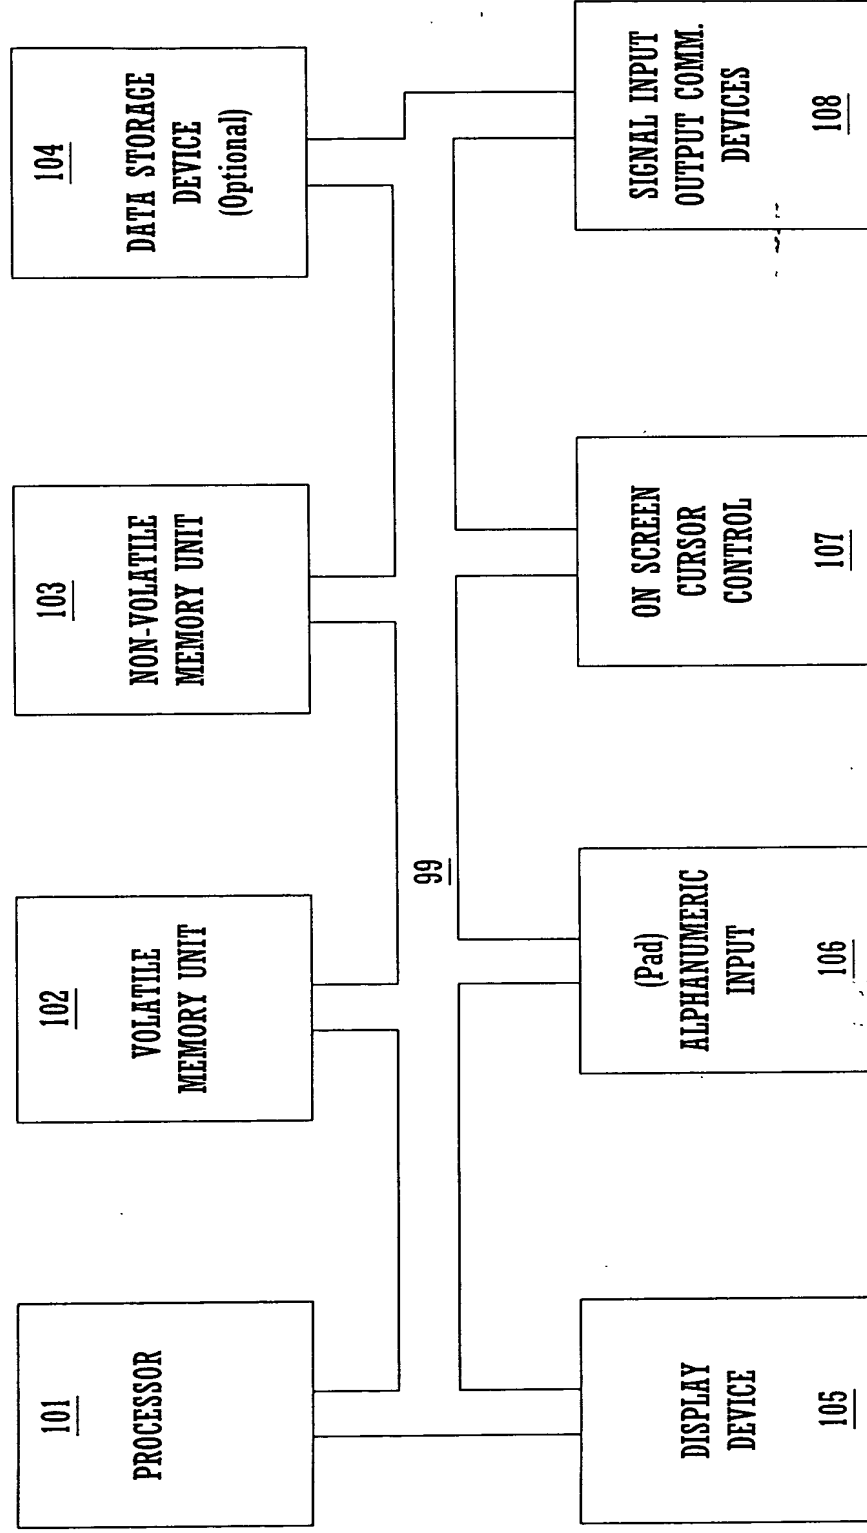 101
PROCESSOR
102
VOLATILE
MEMORY UNIT
103
NON-VOLATILE
MEMORY UNIT
104
DATA STORAGE
DEVICE
(Optional)
99
DISPLAY
DEVICE
105
(Pad)
ALPHANUMERIC
INPUT
106
ON SCREEN
CURSOR
CONTROL
107
SIGNAL INPUT
OUTPUT COMM.
DEVICES
108